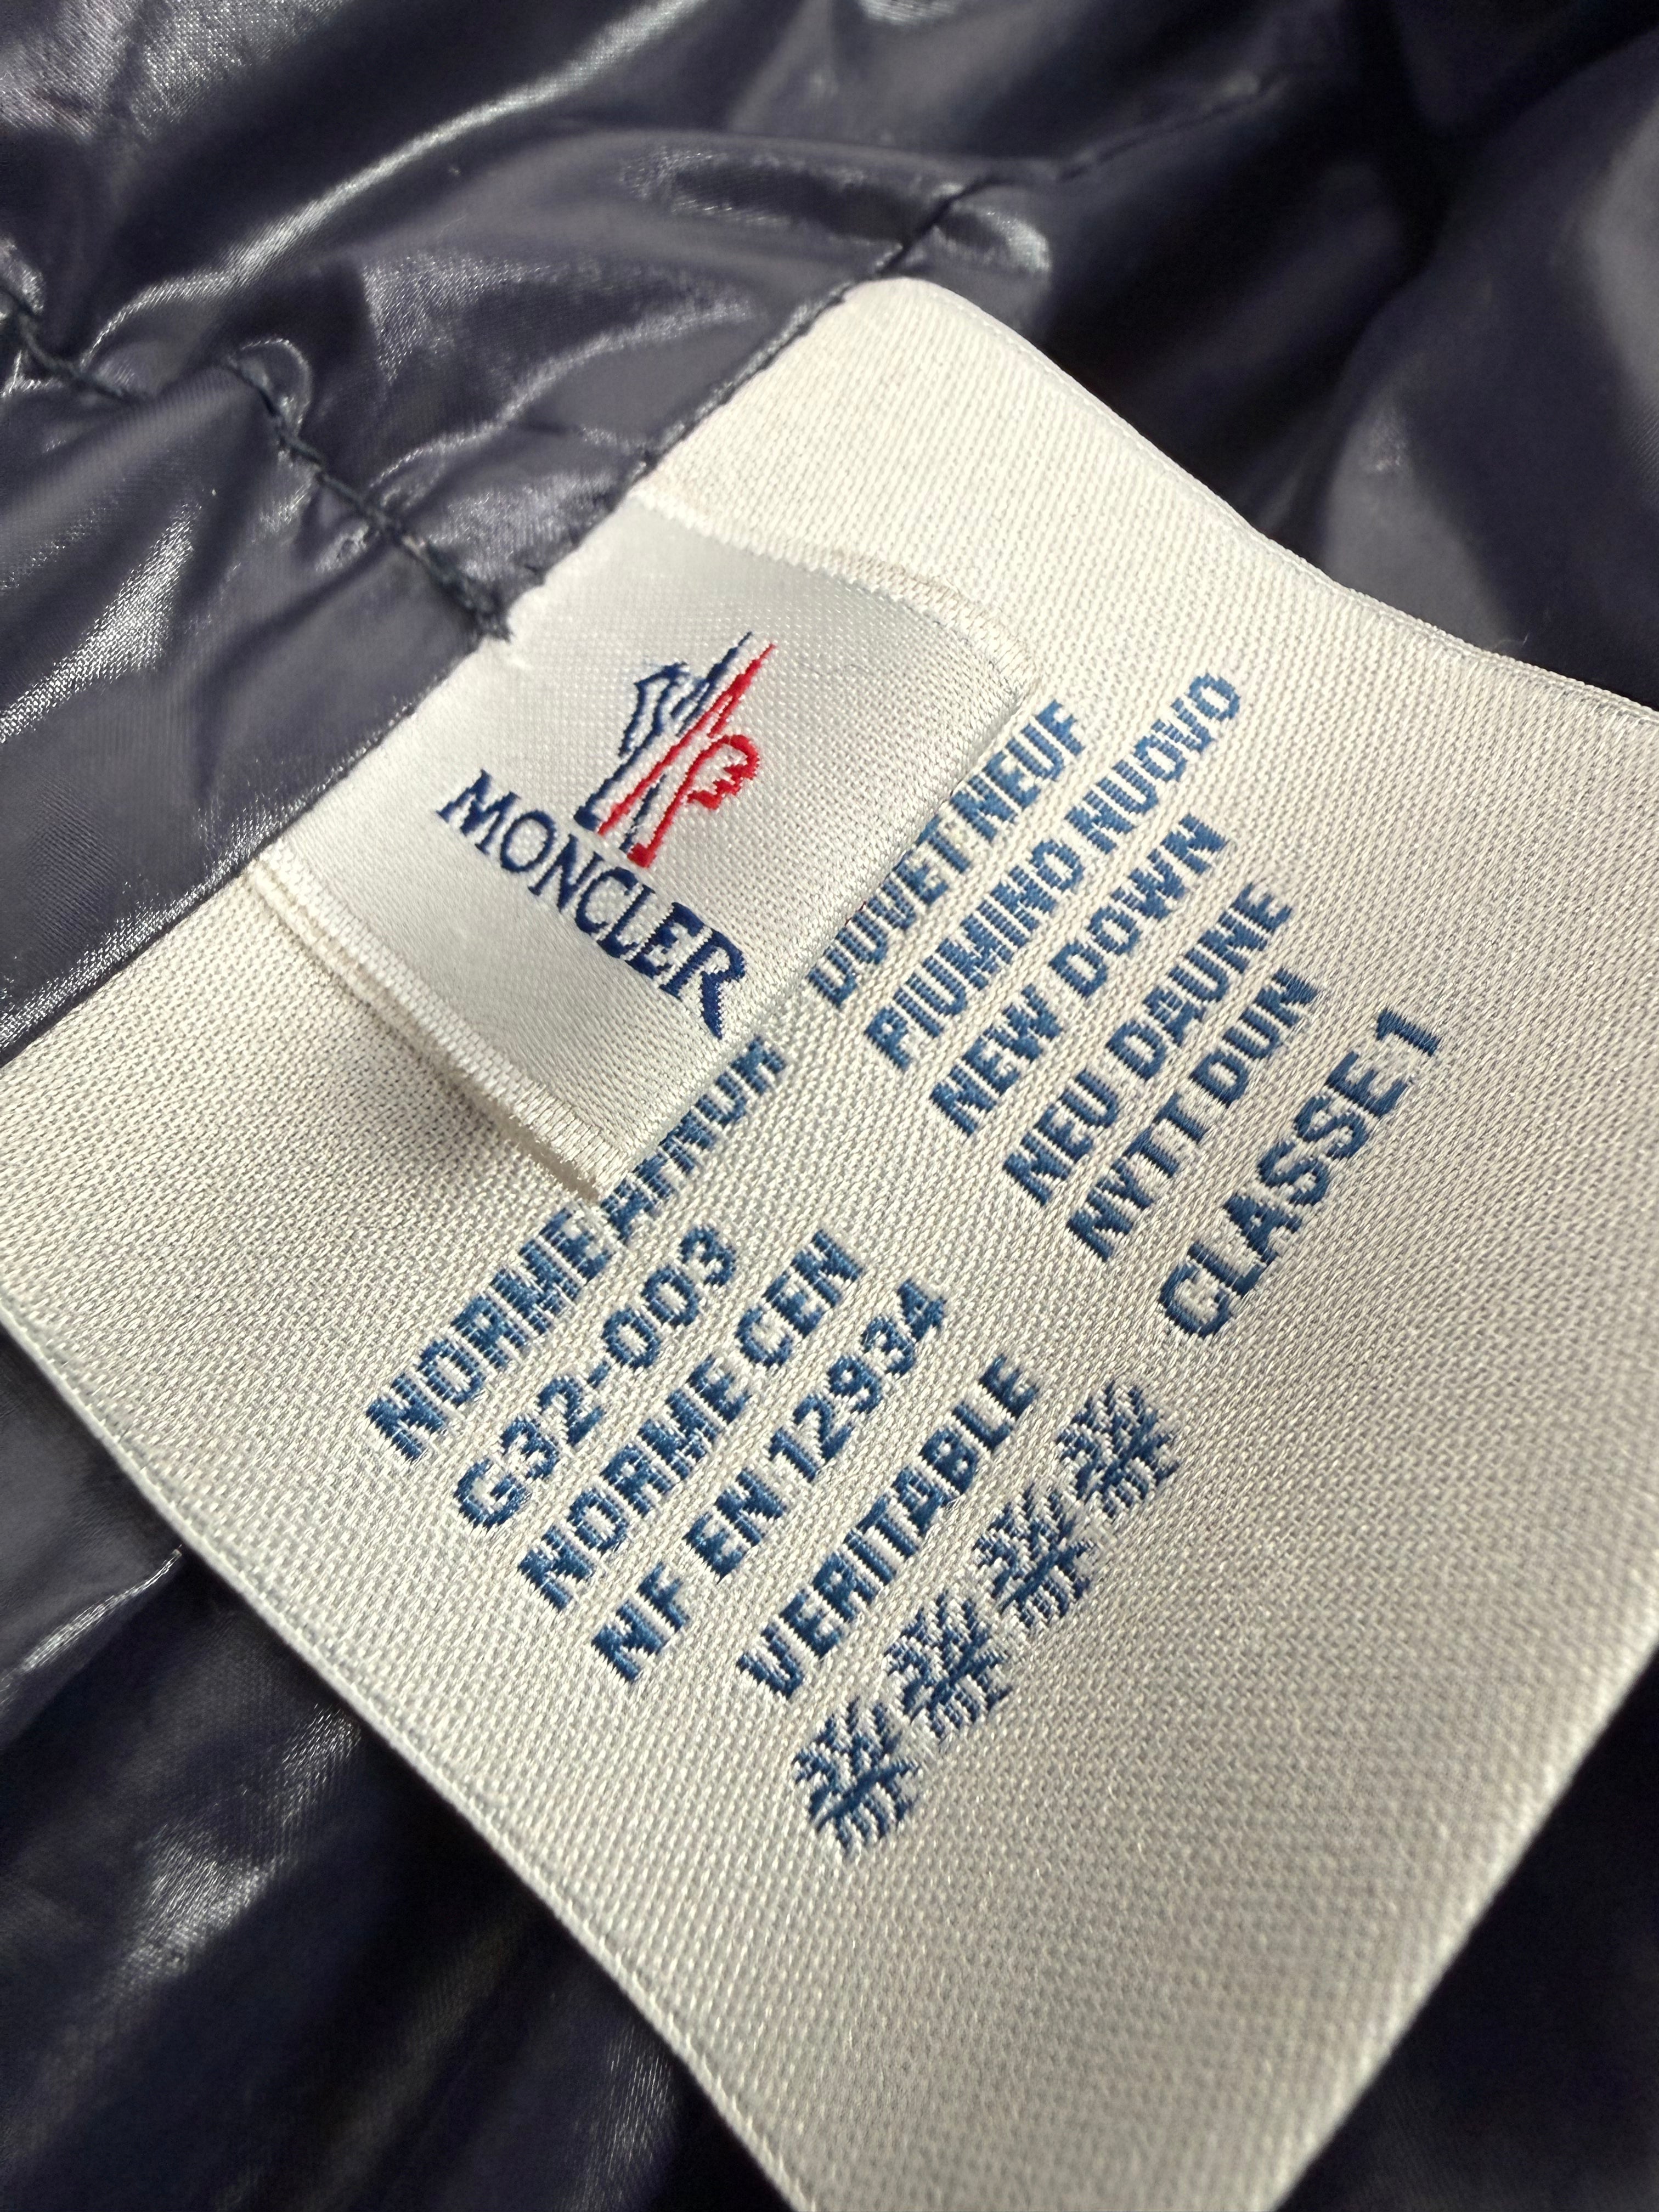 MONCLER
NORME AFNOR
G32-003
NORME CEN
NF EN 12934
VERITABLE
DUVET NEUF
PIUMINO NUOVO
NEW DOWN
NEU DAUNE
NYTT DUN
CLASSE 1